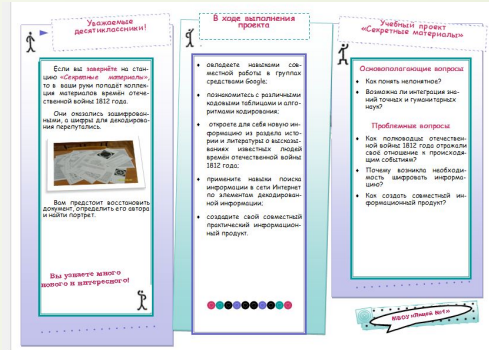 Уважаемые
десятиклассники!
Если вы завернёте на стан-
цию «Секретные материалы»,
то в ваши руки попадёт коллек-
ция материалов времён отече-
ственной войны 1812 года.
Они оказались зашифрован-
ными, а шифры для декодирова-
ния перепутались.
Вам предстоит восстановить
документ, определить его автора
и найти портрет.
Вы узнаете много
нового и интересного!
В ходе выполнения
проекта
овладеете навыками сов-
местной работы в группах
средствами Google;
познакомитесь с различными
кодовыми таблицами и алго-
ритмами кодирования;
откроете для себя новую ин-
формацию из раздела исто-
рии и литературы о высказы-
ваниях известных людей
времён отечественной войны
1812 года;
примените навыки поиска
информации в сети Интернет
по элементам декодирован-
ной информации;
создадите свой совместный
практический информацион-
ный продукт.
Учебный проект
«Секретные материалы»
Основополагающие вопросы
Как понять непонятное?
Возможна ли интеграция зна-
ний точных и гуманитарных
наук?
Проблемные вопросы
Как полководцы отечествен-
ной войны 1812 года отражали
своё отношение к происходя-
щим событиям?
Почему возникла необходи-
мость шифровать информа-
цию?
Как создать совместный ин-
формационный продукт?
МБОУ «Лицей №1»